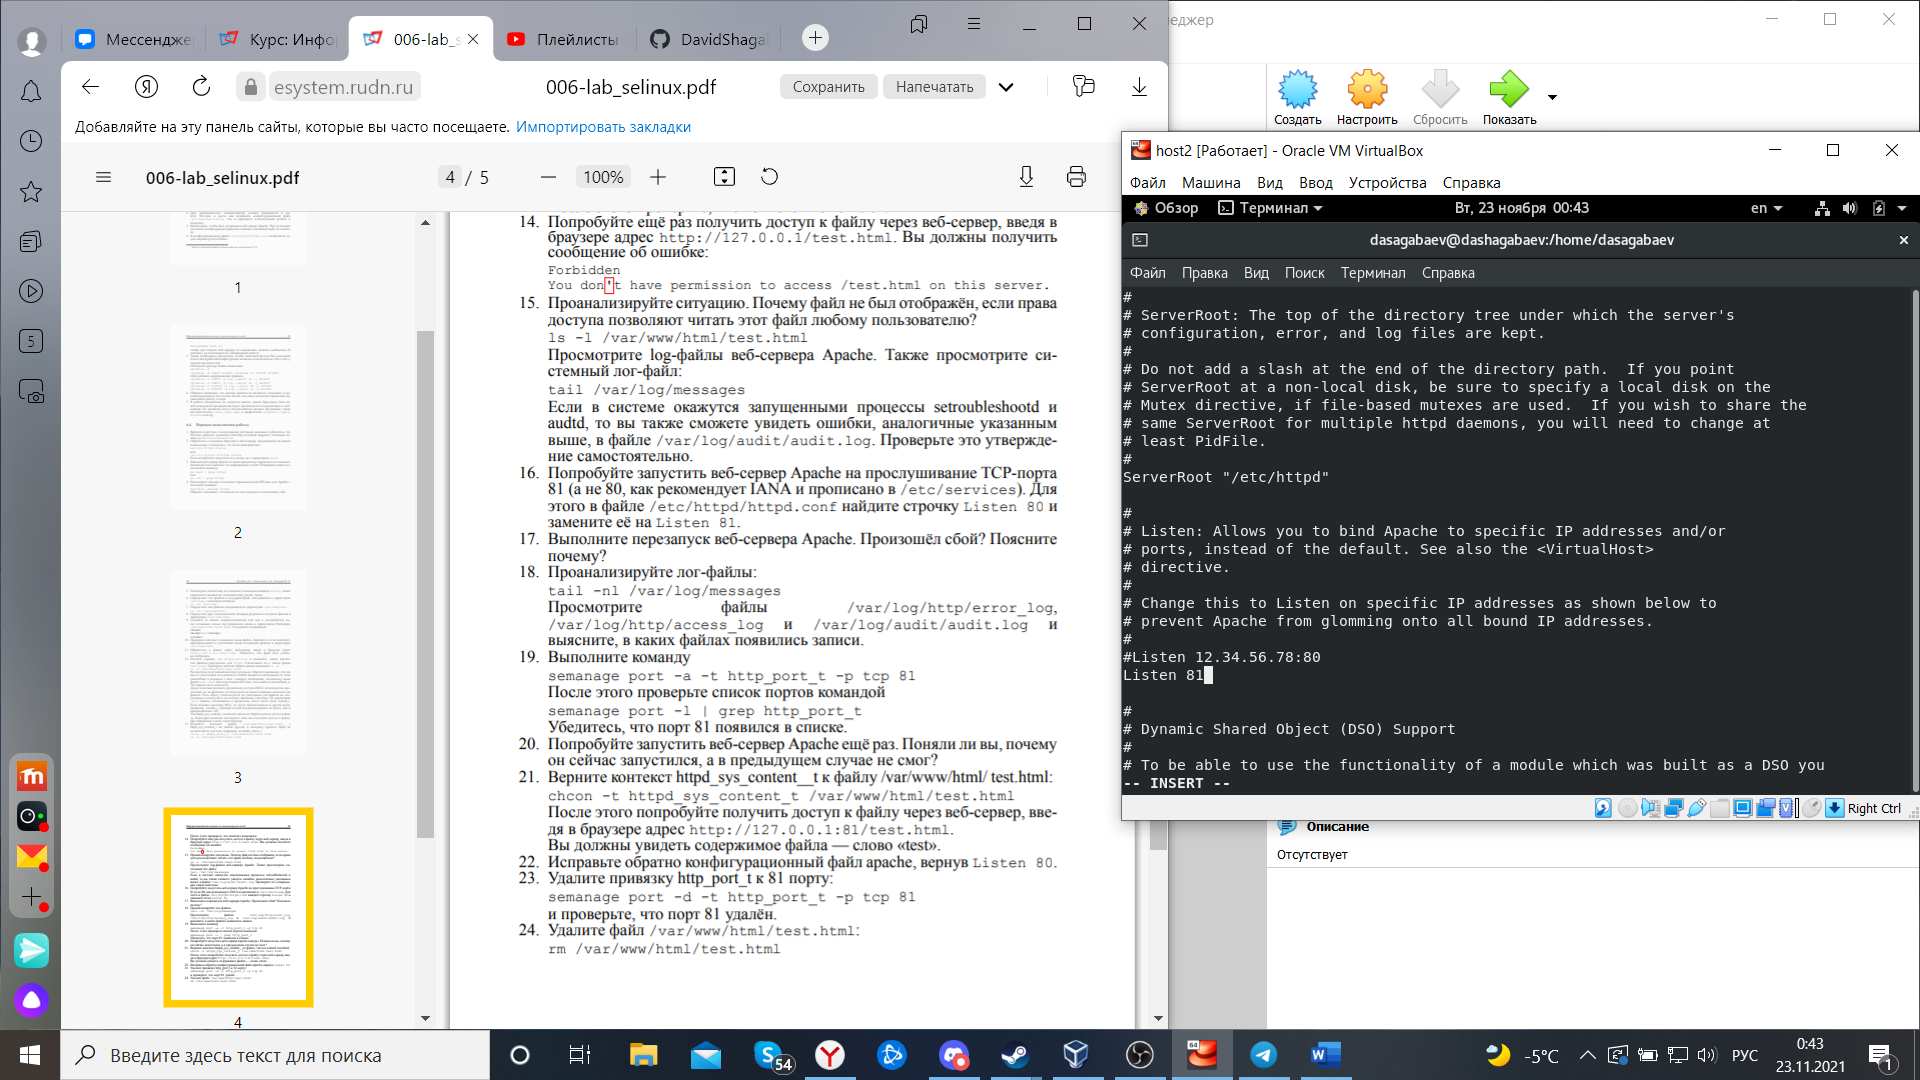 Мессендже
Курс: Инфо
006-lab_s
Плейлисты
DavidShaga
esystem.rudn.ru
006-lab_selinux.pdf
Сохранить
Напечатать
Добавляйте на эту панель сайты, которые вы часто посещаете. Импортировать закладки
006-lab_selinux.pdf
4 / 5
100%
1
2
3
4
5
14. Попробуйте ещё раз получить доступ к файлу через веб-сервер, введя в
браузере адрес http://127.0.0.1/test.html. Вы должны получить
сообщение об ошибке:
Forbidden
You don't have permission to access /test.html on this server.
15. Проанализируйте ситуацию. Почему файл не был отображён, если права
доступа позволяют читать этот файл любому пользователю?
ls -l /var/www/html/test.html
Просмотрите log-файлы веб-сервера Apache. Также просмотрите си-
стемный лог-файл:
tail /var/log/messages
Если в системе окажутся запущенными процессы setroubleshootd и
audtd, то вы также сможете увидеть ошибки, аналогичные указанным
выше, в файле /var/log/audit/audit.log. Проверьте это утвержде-
ние самостоятельно.
16. Попробуйте запустить веб-сервер Apache на прослушивание TCP-порта
81 (а не 80, как рекомендует IANA и прописано в /etc/services). Для
этого в файле /etc/httpd/httpd.conf найдите строчку Listen 80 и
замените её на Listen 81.
17. Выполните перезапуск веб-сервера Apache. Произошёл сбой? Поясните
почему?
18. Проанализируйте лог-файлы:
tail -nl /var/log/messages
Просмотрите файлы /var/log/http/error_log,
/var/log/http/access_log и /var/log/audit/audit.log и
выясните, в каких файлах появились записи.
19. Выполните команду
semanage port -a -t http_port_t -p tcp 81
После этого проверьте список портов командой
semanage port -l | grep http_port_t
Убедитесь, что порт 81 появился в списке.
20. Попробуйте запустить веб-сервер Apache ещё раз. Поняли ли вы, почему
он сейчас запустился, а в предыдущем случае не смог?
21. Верните контекст httpd_sys_content__t к файлу /var/www/html/ test.html:
chcon -t httpd_sys_content_t /var/www/html/test.html
После этого попробуйте получить доступ к файлу через веб-сервер, вве-
дя в браузере адрес http://127.0.0.1:81/test.html.
Вы должны увидеть содержимое файла — слово «test».
22. Исправьте обратно конфигурационный файл apache, вернув Listen 80.
23. Удалите привязку http_port_t к 81 порту:
semanage port -d -t http_port_t -p tcp 81
и проверьте, что порт 81 удалён.
24. Удалите файл /var/www/html/test.html:
rm /var/www/html/test.html
еджер
Создать
Настроить
Сбросить
Показать
host2 [Работает] - Oracle VM VirtualBox
Файл Машина Вид Ввод Устройства Справка
Обзор Терминал Вт, 23 ноября 00:43 en
dasagabaev@dashagabaev:/home/dasagabaev
Файл Правка Вид Поиск Терминал Справка
#
# ServerRoot: The top of the directory tree under which the server's
# configuration, error, and log files are kept.
#
# Do not add a slash at the end of the directory path.  If you point
# ServerRoot at a non-local disk, be sure to specify a local disk on the
# Mutex directive, if file-based mutexes are used.  If you wish to share the
# same ServerRoot for multiple httpd daemons, you will need to change at
# least PidFile.
#
ServerRoot "/etc/httpd"
#
# Listen: Allows you to bind Apache to specific IP addresses and/or
# ports, instead of the default. See also the <VirtualHost>
# directive.
#
# Change this to Listen on specific IP addresses as shown below to
# prevent Apache from glomming onto all bound IP addresses.
#
#Listen 12.34.56.78:80
Listen 81
#
# Dynamic Shared Object (DSO) Support
#
# To be able to use the functionality of a module which was built as a DSO you
-- INSERT --
Right Ctrl
Описание
Отсутствует
Введите здесь текст для поиска
54
64
-5°C
РУС
0:43
23.11.2021
1